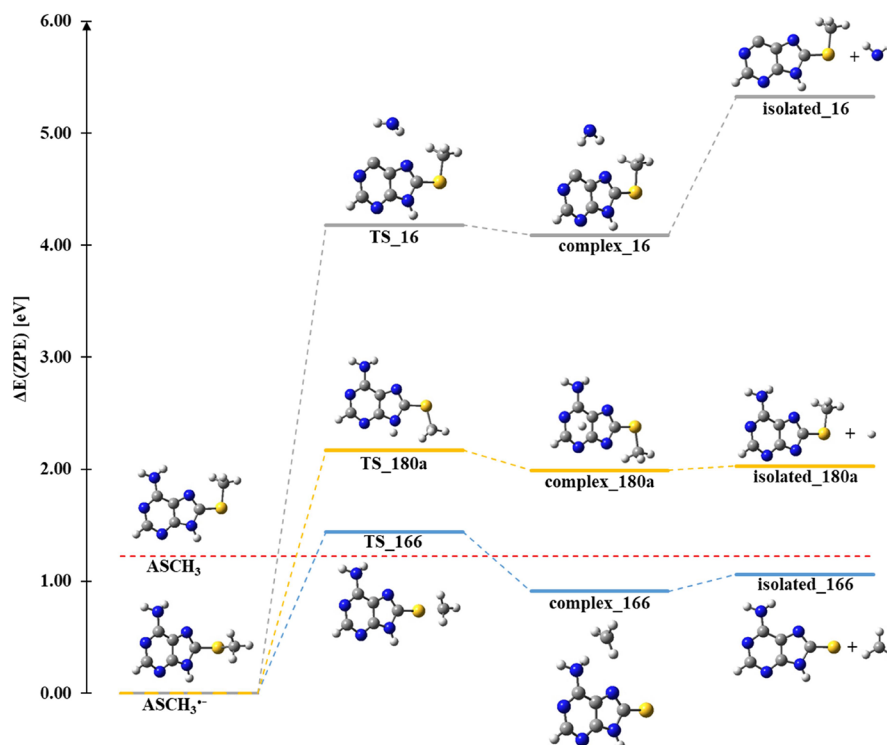 6.00
5.00
4.00
3.00
2.00
1.00
0.00
ΔE(ZPE) [eV]
+
isolated_16
TS_16
complex_16
+
TS_180a
complex_180a
isolated_180a
ASCH₃
TS_166
complex_166
isolated_166
+
ASCH₃•−